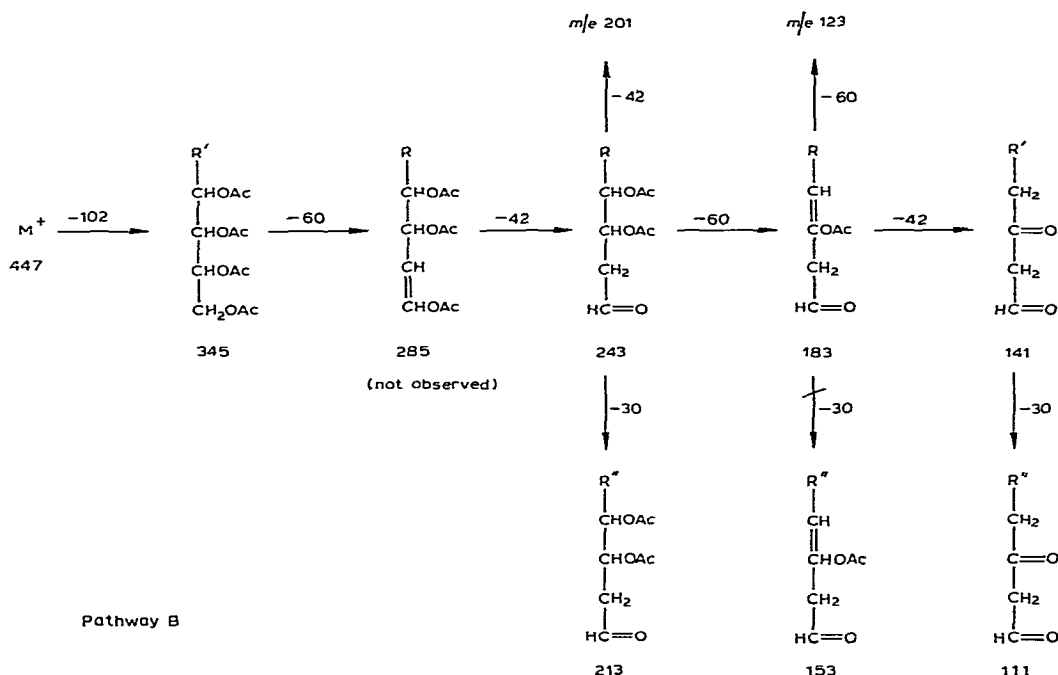 m/e 201 m/e 123
-42 -60
R′ R R R R′
CHOAc CHOAc CHOAc CH CH₂
M⁺ -102 CHOAc -60 CHOAc -42 CHOAc -60 COAc -42 C=O
447 CHOAc CH CH₂ CH₂ CH₂
CH₂OAc CHOAc HC=O HC=O HC=O
345 285 243 183 141
(not observed)
-30 -30 -30
R″ R″ R″
CHOAc CH CH₂
CHOAc CHOAc C=O
CH₂ CH₂ CH₂
Pathway B
HC=O HC=O HC=O
213 153 111